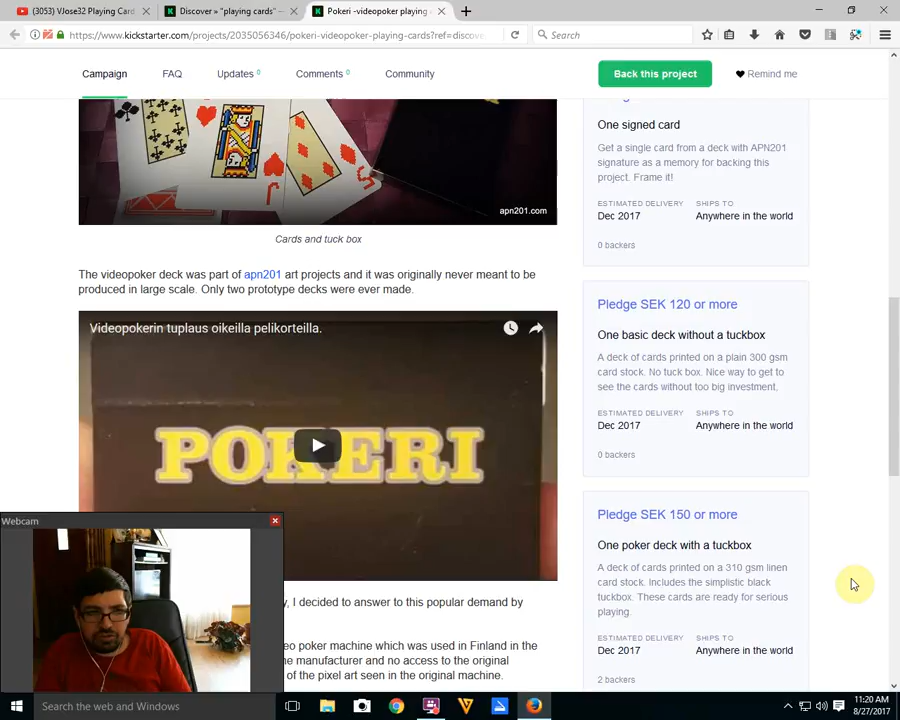 (3053) VJose32 Playing Card
Discover » "playing cards"
Pokeri -videopoker playing
https://www.kickstarter.com/projects/2035056346/pokeri-videopoker-playing-cards?ref=discov
Search
Campaign
FAQ
Updates 0
Comments 0
Community
Back this project
Remind me
apn201.com
Cards and tuck box
The videopoker deck was part of apn201 art projects and it was originally never meant to be
produced in large scale. Only two prototype decks were ever made.
Videopokerin tuplaus oikeilla pelikorteilla.
POKERI
y, I decided to answer to this popular demand by
eo poker machine which was used in Finland in the
he manufacturer and no access to the original
of the pixel art seen in the original machine.
One signed card
Get a single card from a deck with APN201
signature as a memory for backing this
project. Frame it!
ESTIMATED DELIVERY
SHIPS TO
Dec 2017
Anywhere in the world
0 backers
Pledge SEK 120 or more
One basic deck without a tuckbox
A deck of cards printed on a plain 300 gsm
card stock. No tuck box. Nice way to get to
see the cards without too big investment.
ESTIMATED DELIVERY
SHIPS TO
Dec 2017
Anywhere in the world
0 backers
Pledge SEK 150 or more
One poker deck with a tuckbox
A deck of cards printed on a 310 gsm linen
card stock. Includes the simplistic black
tuckbox. These cards are ready for serious
playing.
ESTIMATED DELIVERY
SHIPS TO
Dec 2017
Anywhere in the world
2 backers
Webcam
Search the web and Windows
11:20 AM
8/27/2017